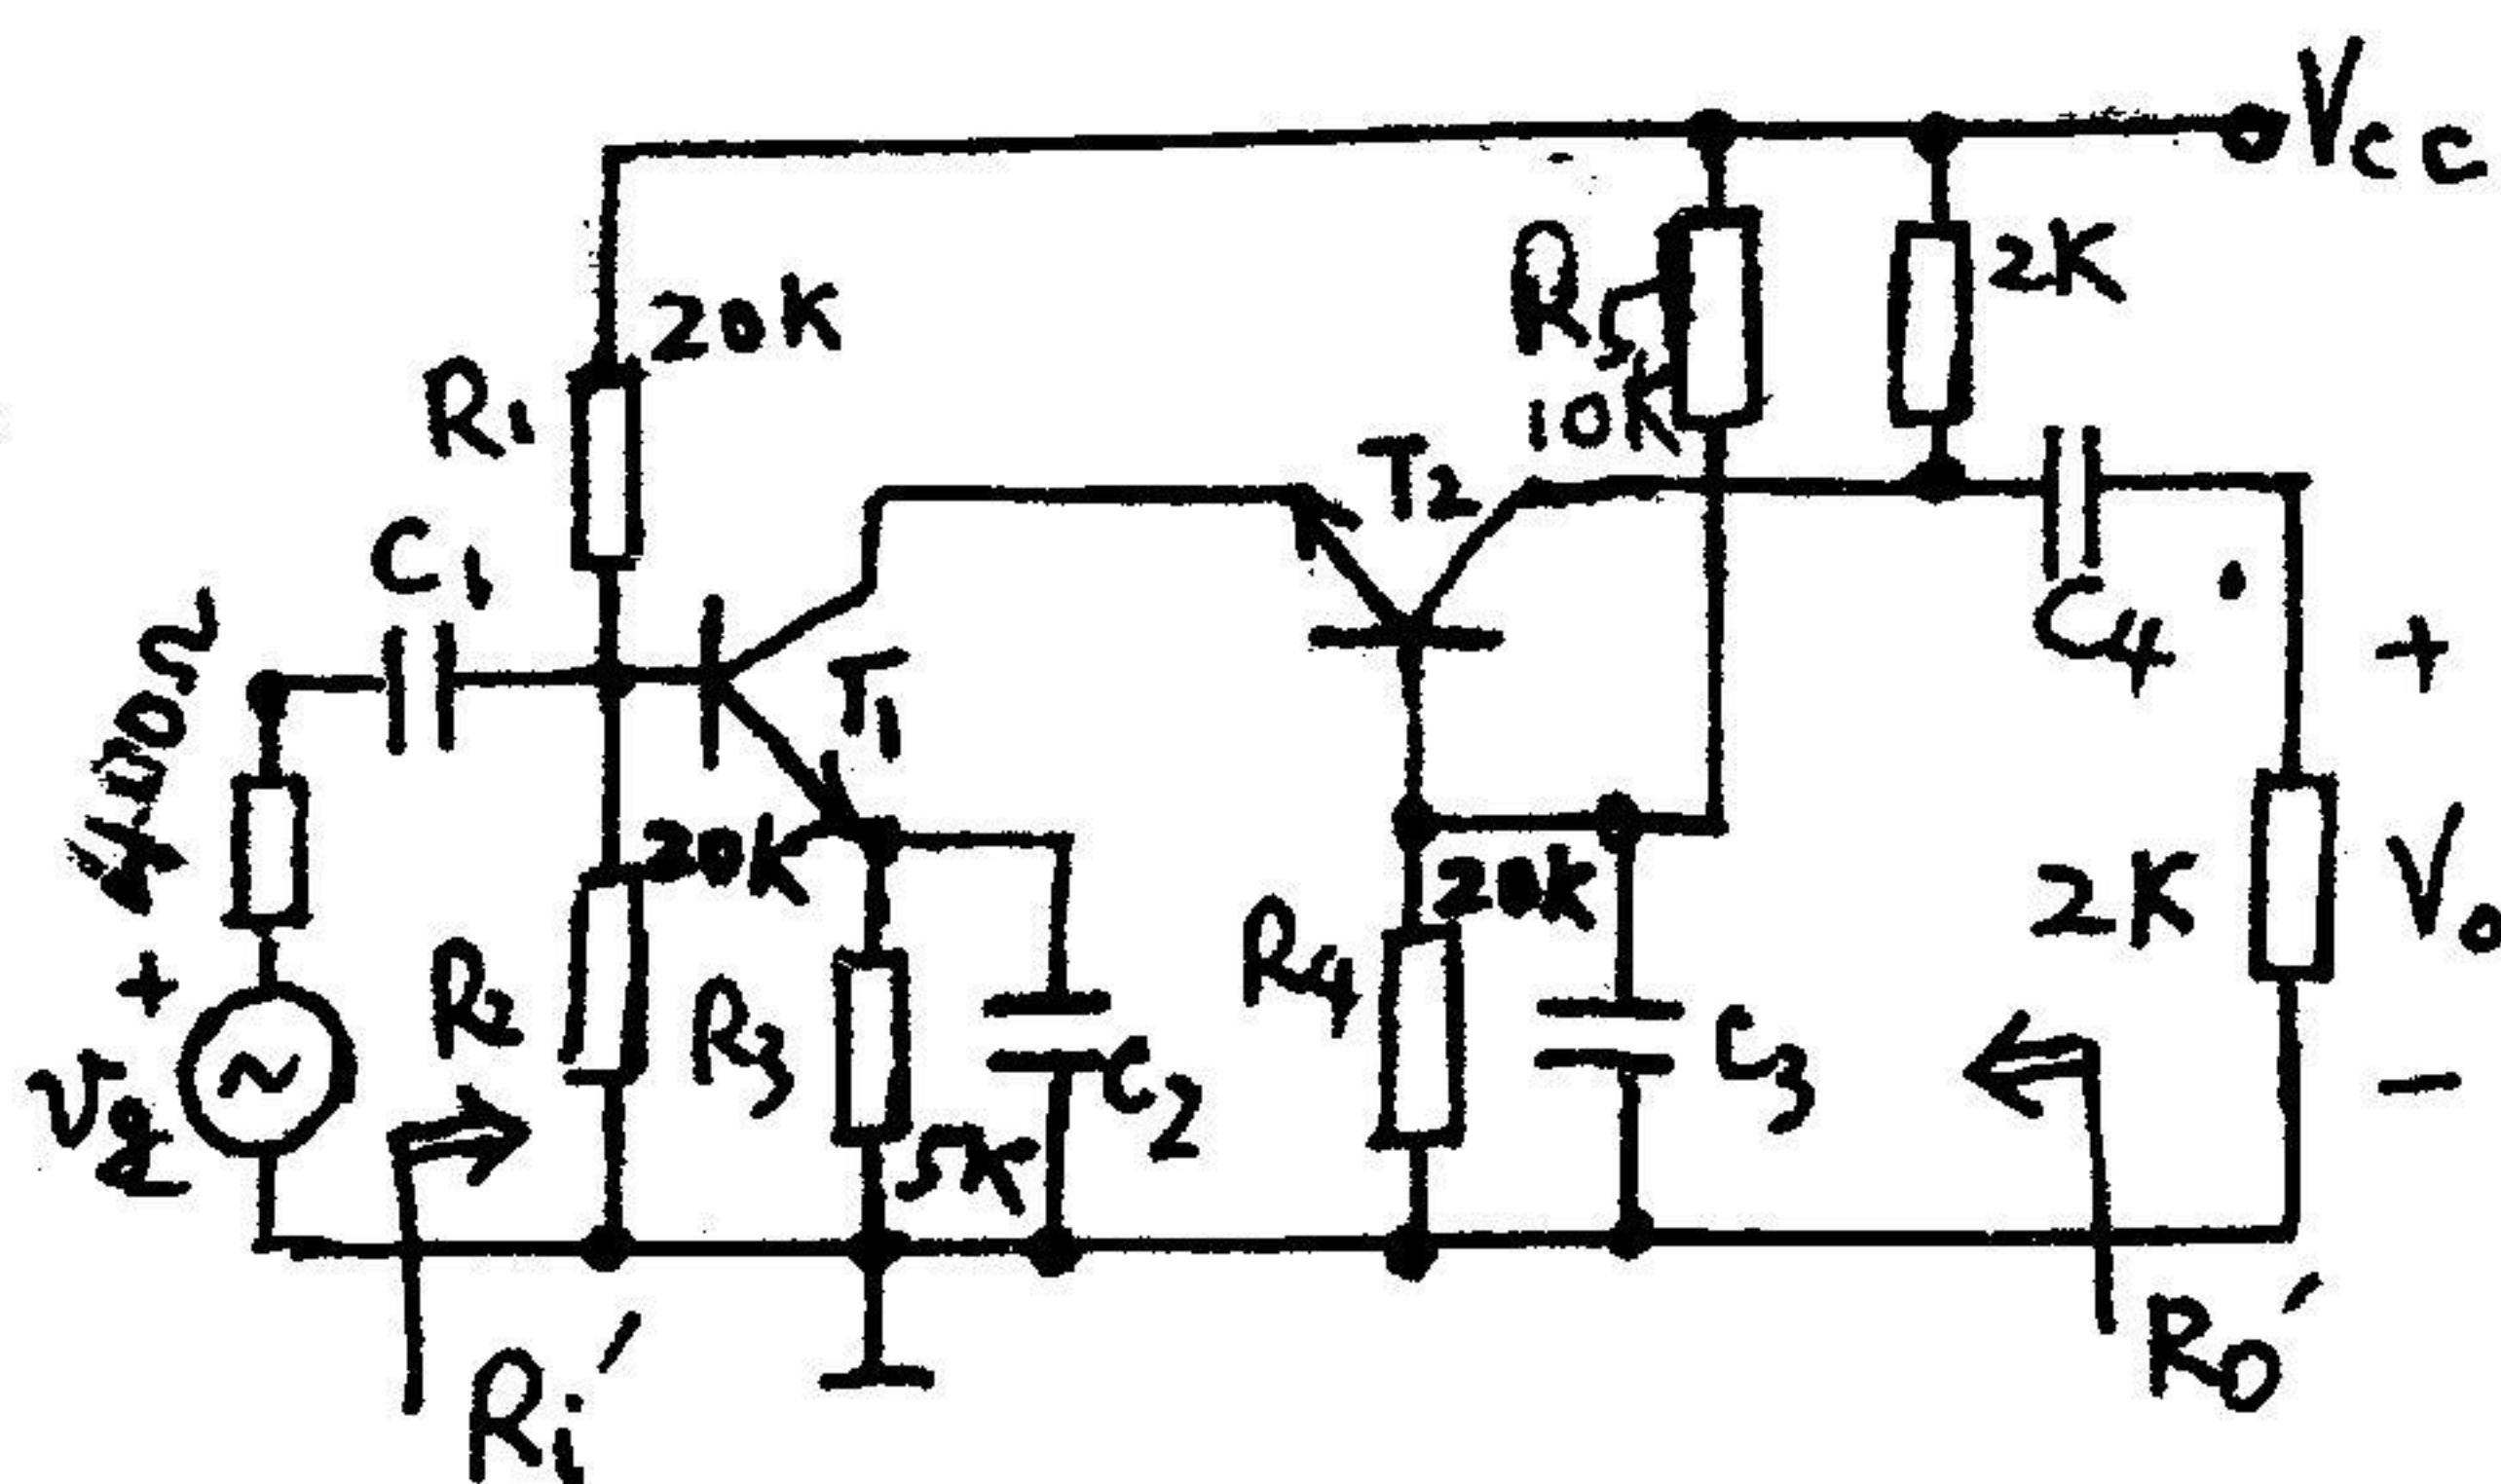 Vcc
20K
R1
R5
10K
2K
T2
C1
C4
400Ω
T1
+
+
20K
20K
2K
Vo
R2
R3
R4
C2
C3
Vg
5K
−
Ri′
Ro′